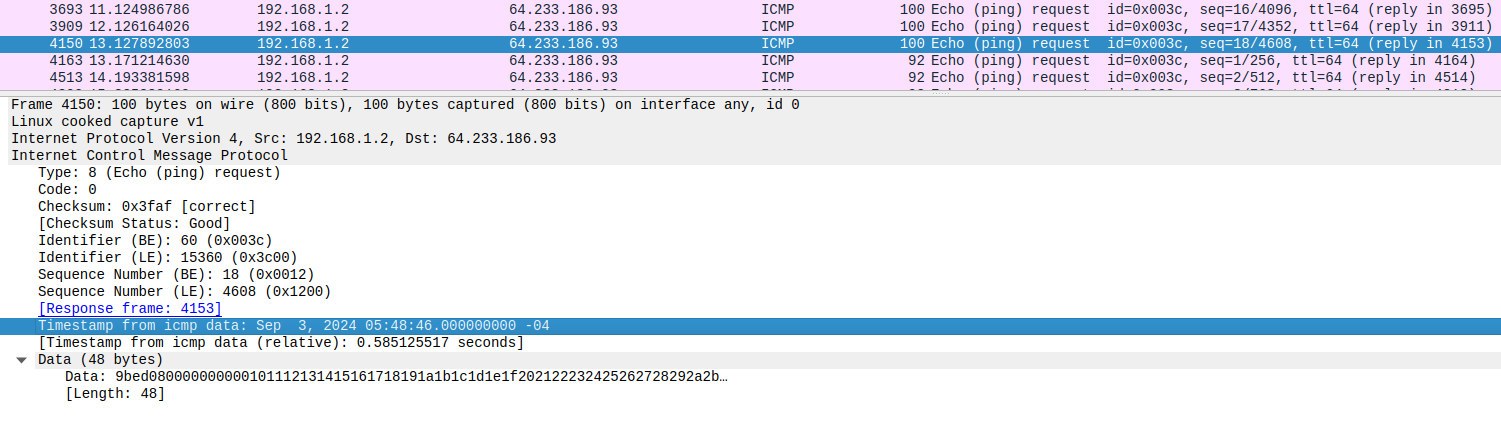 3693 11.124986786 192.168.1.2 64.233.186.93 ICMP 100 Echo (ping) request id=0x003c, seq=16/4096, ttl=64 (reply in 3695)
3909 12.126164026 192.168.1.2 64.233.186.93 ICMP 100 Echo (ping) request id=0x003c, seq=17/4352, ttl=64 (reply in 3911)
4150 13.127892803 192.168.1.2 64.233.186.93 ICMP 100 Echo (ping) request id=0x003c, seq=18/4608, ttl=64 (reply in 4153)
4163 13.171214630 192.168.1.2 64.233.186.93 ICMP 92 Echo (ping) request id=0x003c, seq=1/256, ttl=64 (reply in 4164)
4513 14.193381598 192.168.1.2 64.233.186.93 ICMP 92 Echo (ping) request id=0x003c, seq=2/512, ttl=64 (reply in 4514)
Frame 4150: 100 bytes on wire (800 bits), 100 bytes captured (800 bits) on interface any, id 0
Linux cooked capture v1
Internet Protocol Version 4, Src: 192.168.1.2, Dst: 64.233.186.93
Internet Control Message Protocol
Type: 8 (Echo (ping) request)
Code: 0
Checksum: 0x3faf [correct]
[Checksum Status: Good]
Identifier (BE): 60 (0x003c)
Identifier (LE): 15360 (0x3c00)
Sequence Number (BE): 18 (0x0012)
Sequence Number (LE): 4608 (0x1200)
[Response frame: 4153]
Timestamp from icmp data: Sep  3, 2024 05:48:46.000000000 -04
[Timestamp from icmp data (relative): 0.585125517 seconds]
Data (48 bytes)
Data: 9bed080000000000101112131415161718191a1b1c1d1e1f202122232425262728292a2b…
[Length: 48]